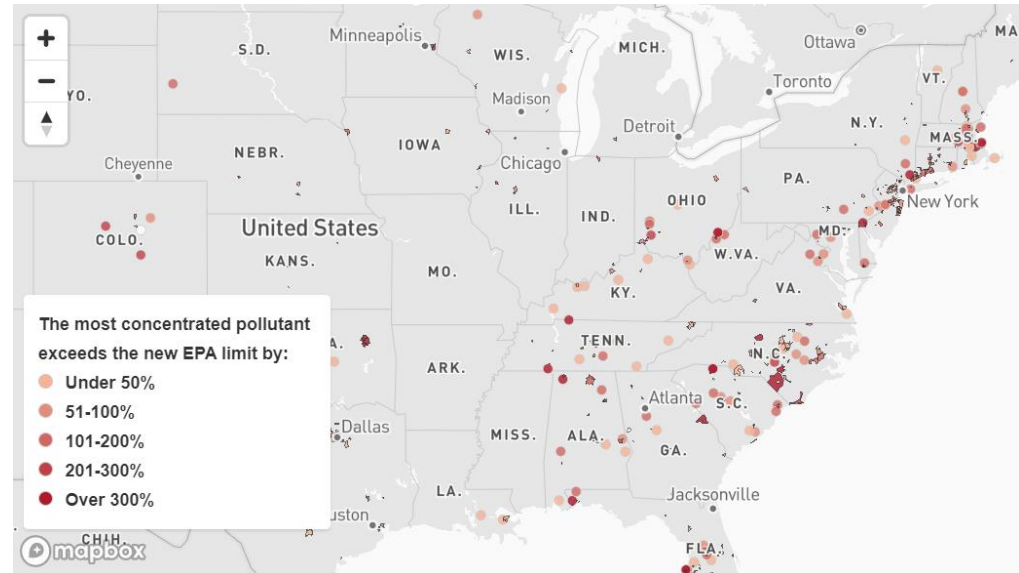 Minneapolis
Ottawa
MA
S.D.
WIS.
MICH.
+
−
YO.
Toronto
VT.
Madison
N.Y.
Detroit
MASS.
IOWA
NEBR.
Chicago
Cheyenne
PA.
ILL.
IND.
OHIO
New York
United States
COLO.
MD.
W.VA.
KANS.
MO.
KY.
VA.
The most concentrated pollutant
exceeds the new EPA limit by:
Under 50%
51-100%
101-200%
201-300%
Over 300%
A.
TENN.
N.C.
ARK.
Atlanta
S.C.
Dallas
MISS.
ALA.
GA.
LA.
Jacksonville
uston
CHIH.
mapbox
FLA.